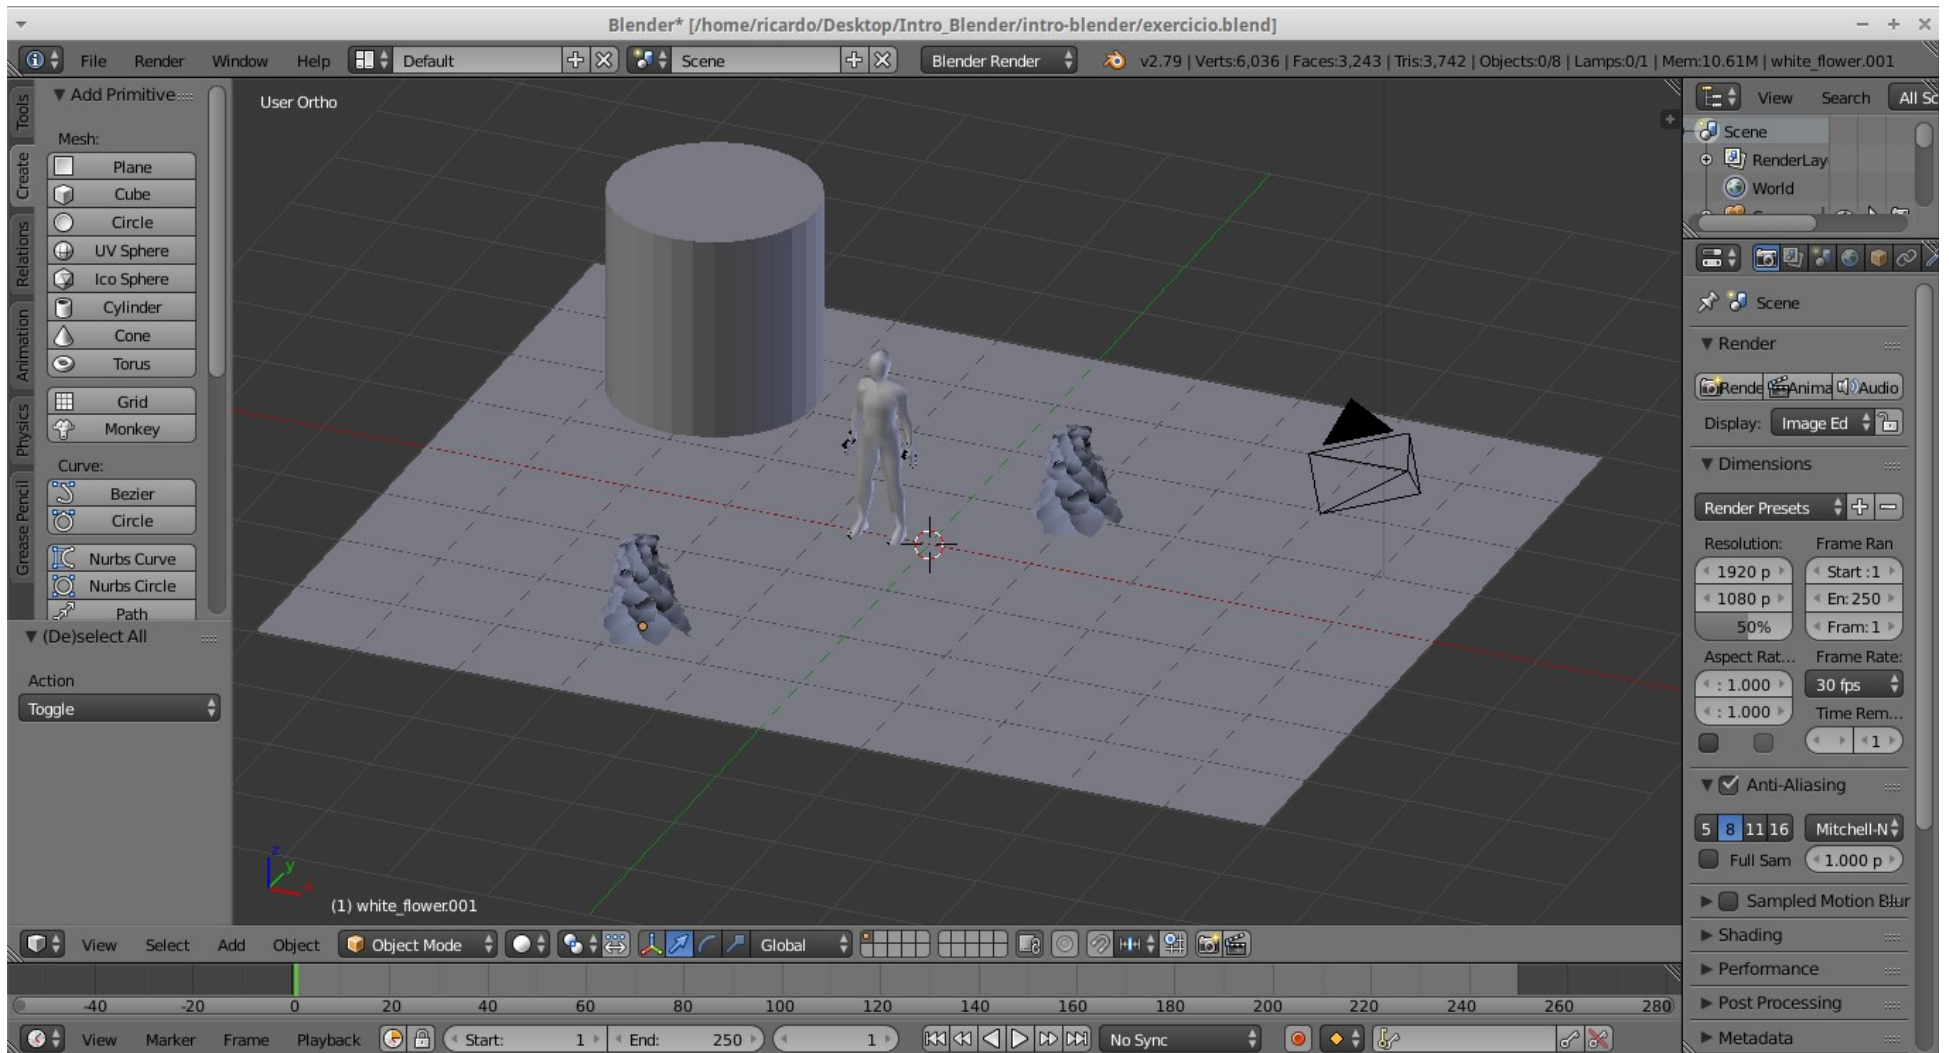 Blender* [/home/ricardo/Desktop/Intro_Blender/intro-blender/exercicio.blend]
File Render Window Help Default Scene Blender Render v2.79 | Verts:6,036 | Faces:3,243 | Tris:3,742 | Objects:0/8 | Lamps:0/1 | Mem:10.61M | white_flower.001
Tools
Create
Relations
Animation
Physics
Grease Pencil
Add Primitive
Mesh:
Plane
Cube
Circle
UV Sphere
Ico Sphere
Cylinder
Cone
Torus
Grid
Monkey
Curve:
Bezier
Circle
Nurbs Curve
Nurbs Circle
Path
(De)select All
Action
Toggle
User Ortho
z
y
x
(1) white_flower.001
View Search All Sc
Scene
RenderLay
World
Scene
Render
Rende Anima Audio
Display: Image Ed
Dimensions
Render Presets
Resolution: Frame Ran
1920 p Start :1
1080 p En: 250
50% Fram: 1
Aspect Rat... Frame Rate:
: 1.000 30 fps
: 1.000 Time Rem...
1
Anti-Aliasing
5 8 11 16 Mitchell-N
Full Sam 1.000 p
Sampled Motion Blur
Shading
Performance
Post Processing
Metadata
View Select Add Object Object Mode Global
-40 -20 0 20 40 60 80 100 120 140 160 180 200 220 240 260 280
View Marker Frame Playback Start: 1 End: 250 1 No Sync